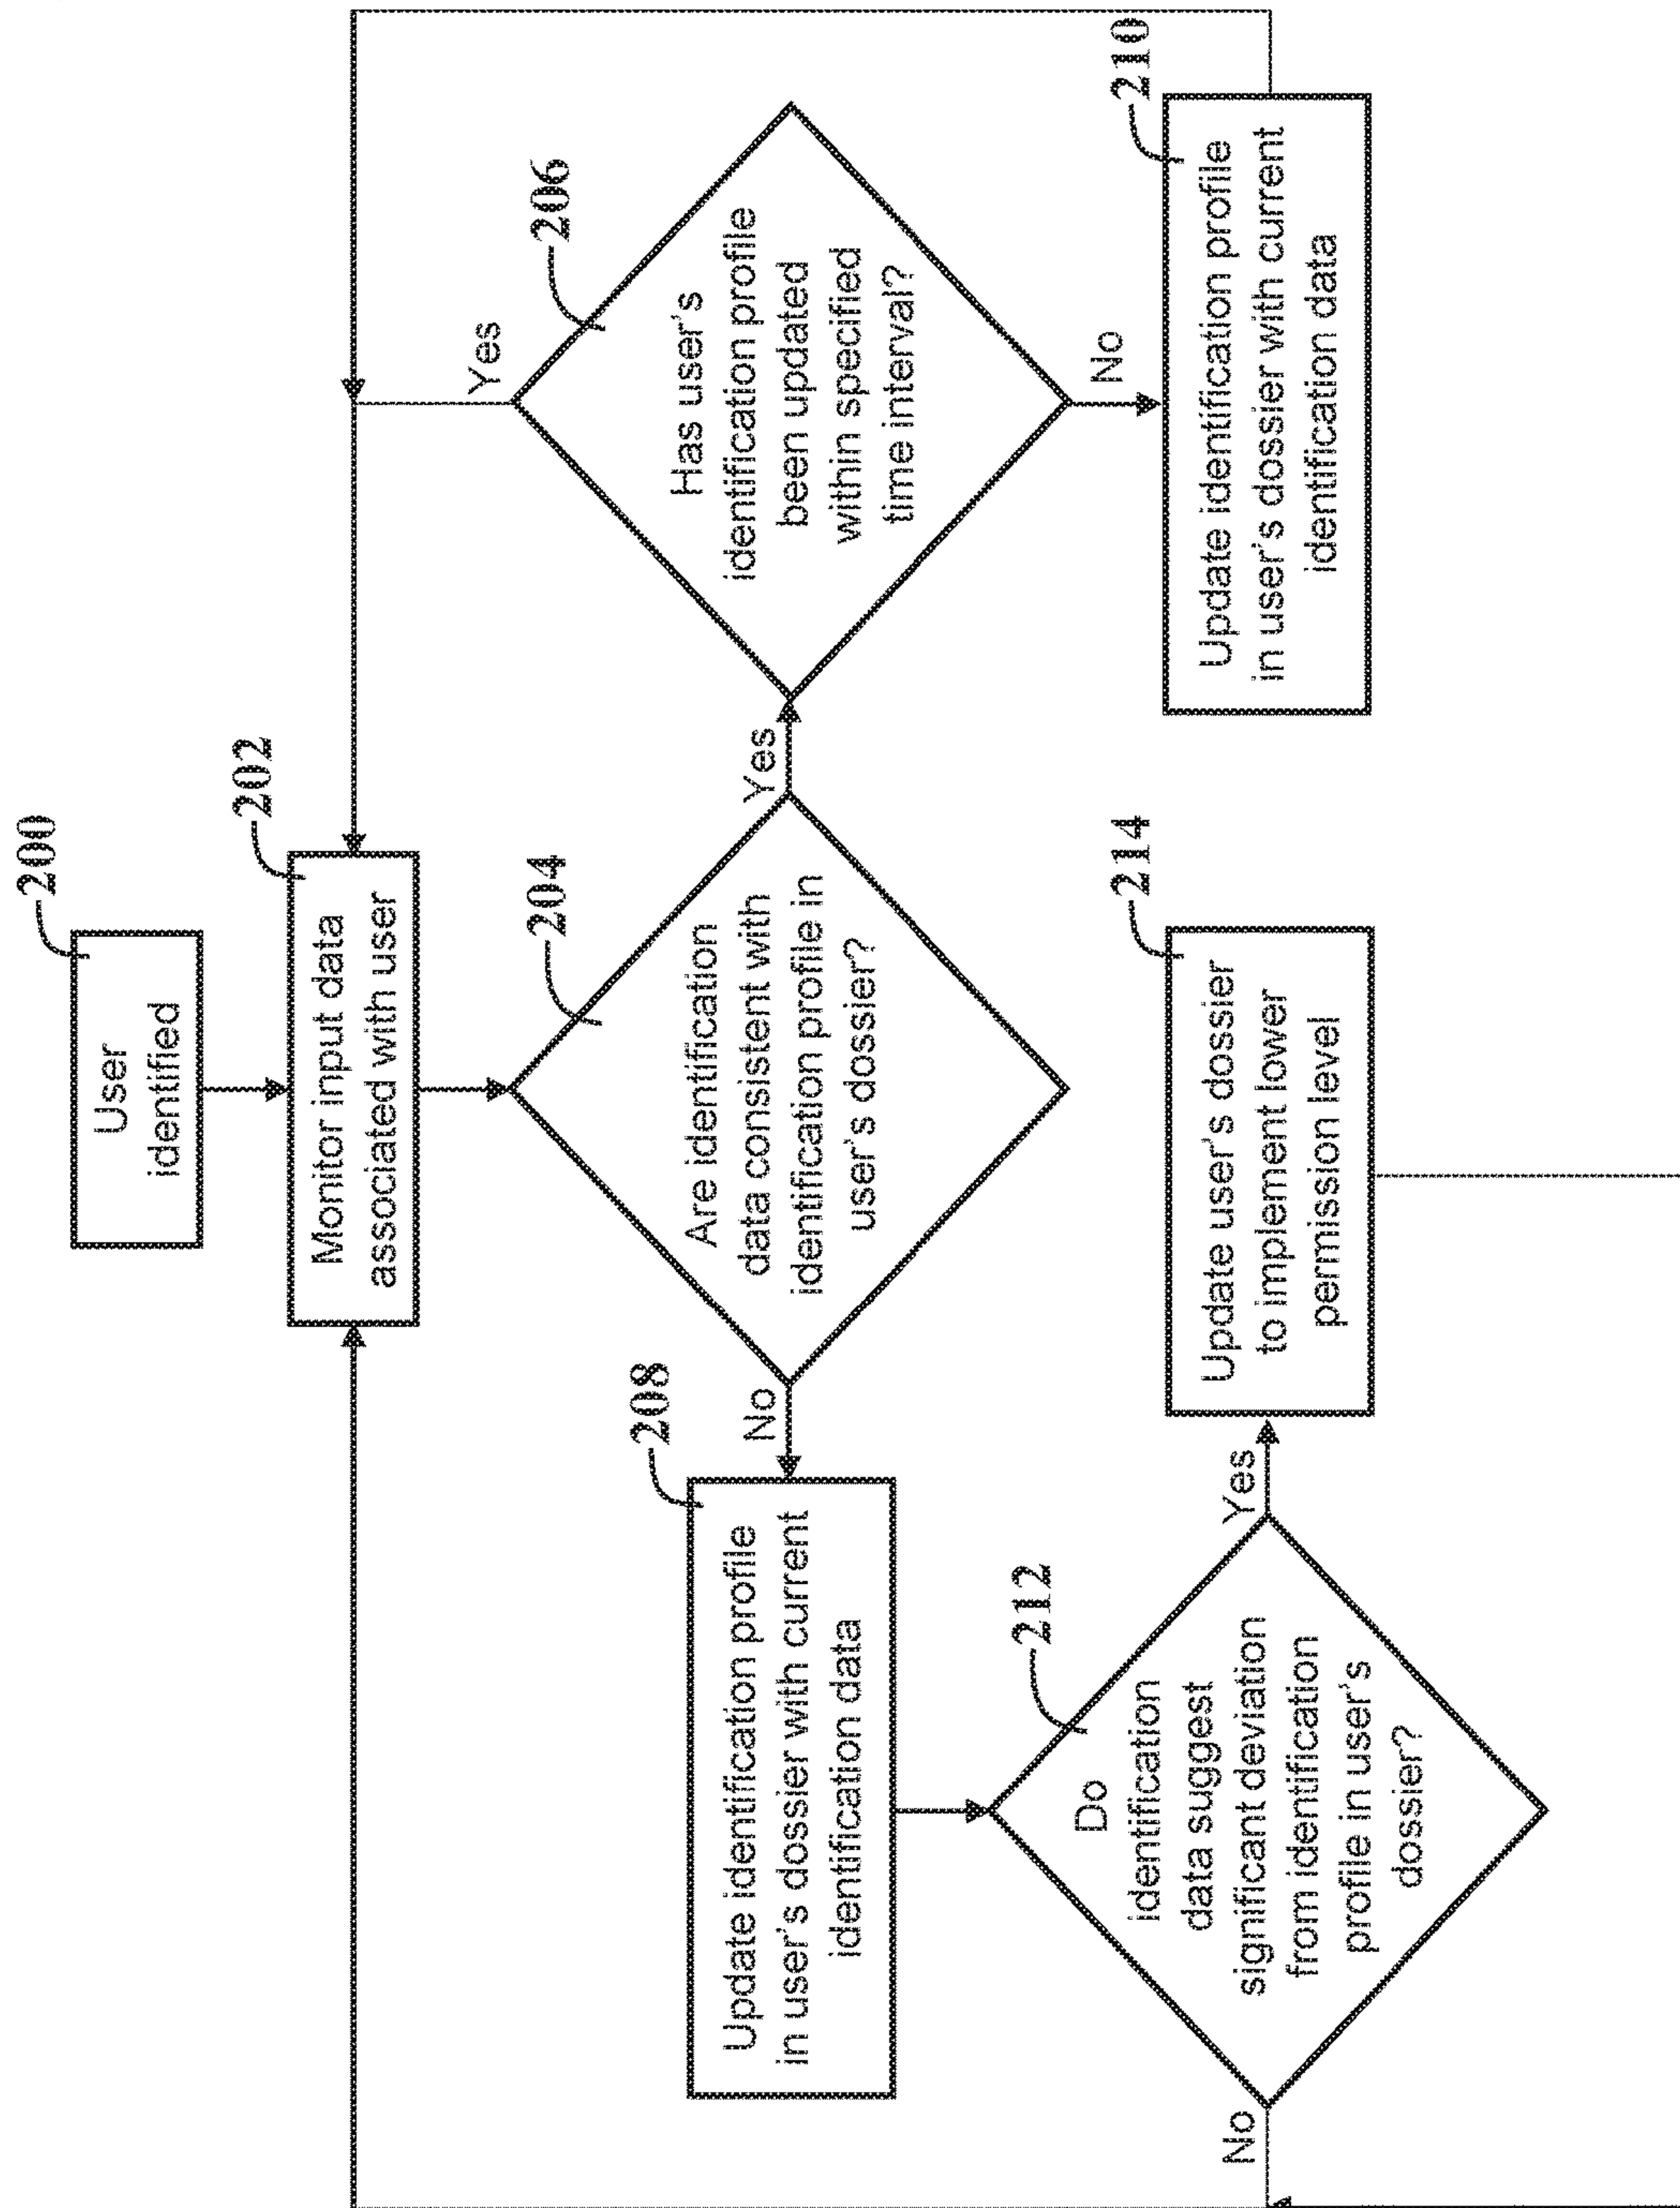 200
User
identified
202
Monitor input data
associated with user
204
Are identification
data consistent with
identification profile in
user's dossier?
Yes
No
206
Has user's
identification profile
been updated
within specified
time interval?
Yes
No
208
Update identification profile
in user's dossier with current
identification data
210
Update identification profile
in user's dossier with current
identification data
212
Do
identification
data suggest
significant deviation
from identification
profile in user's
dossier?
Yes
No
214
Update user's dossier
to implement lower
permission level